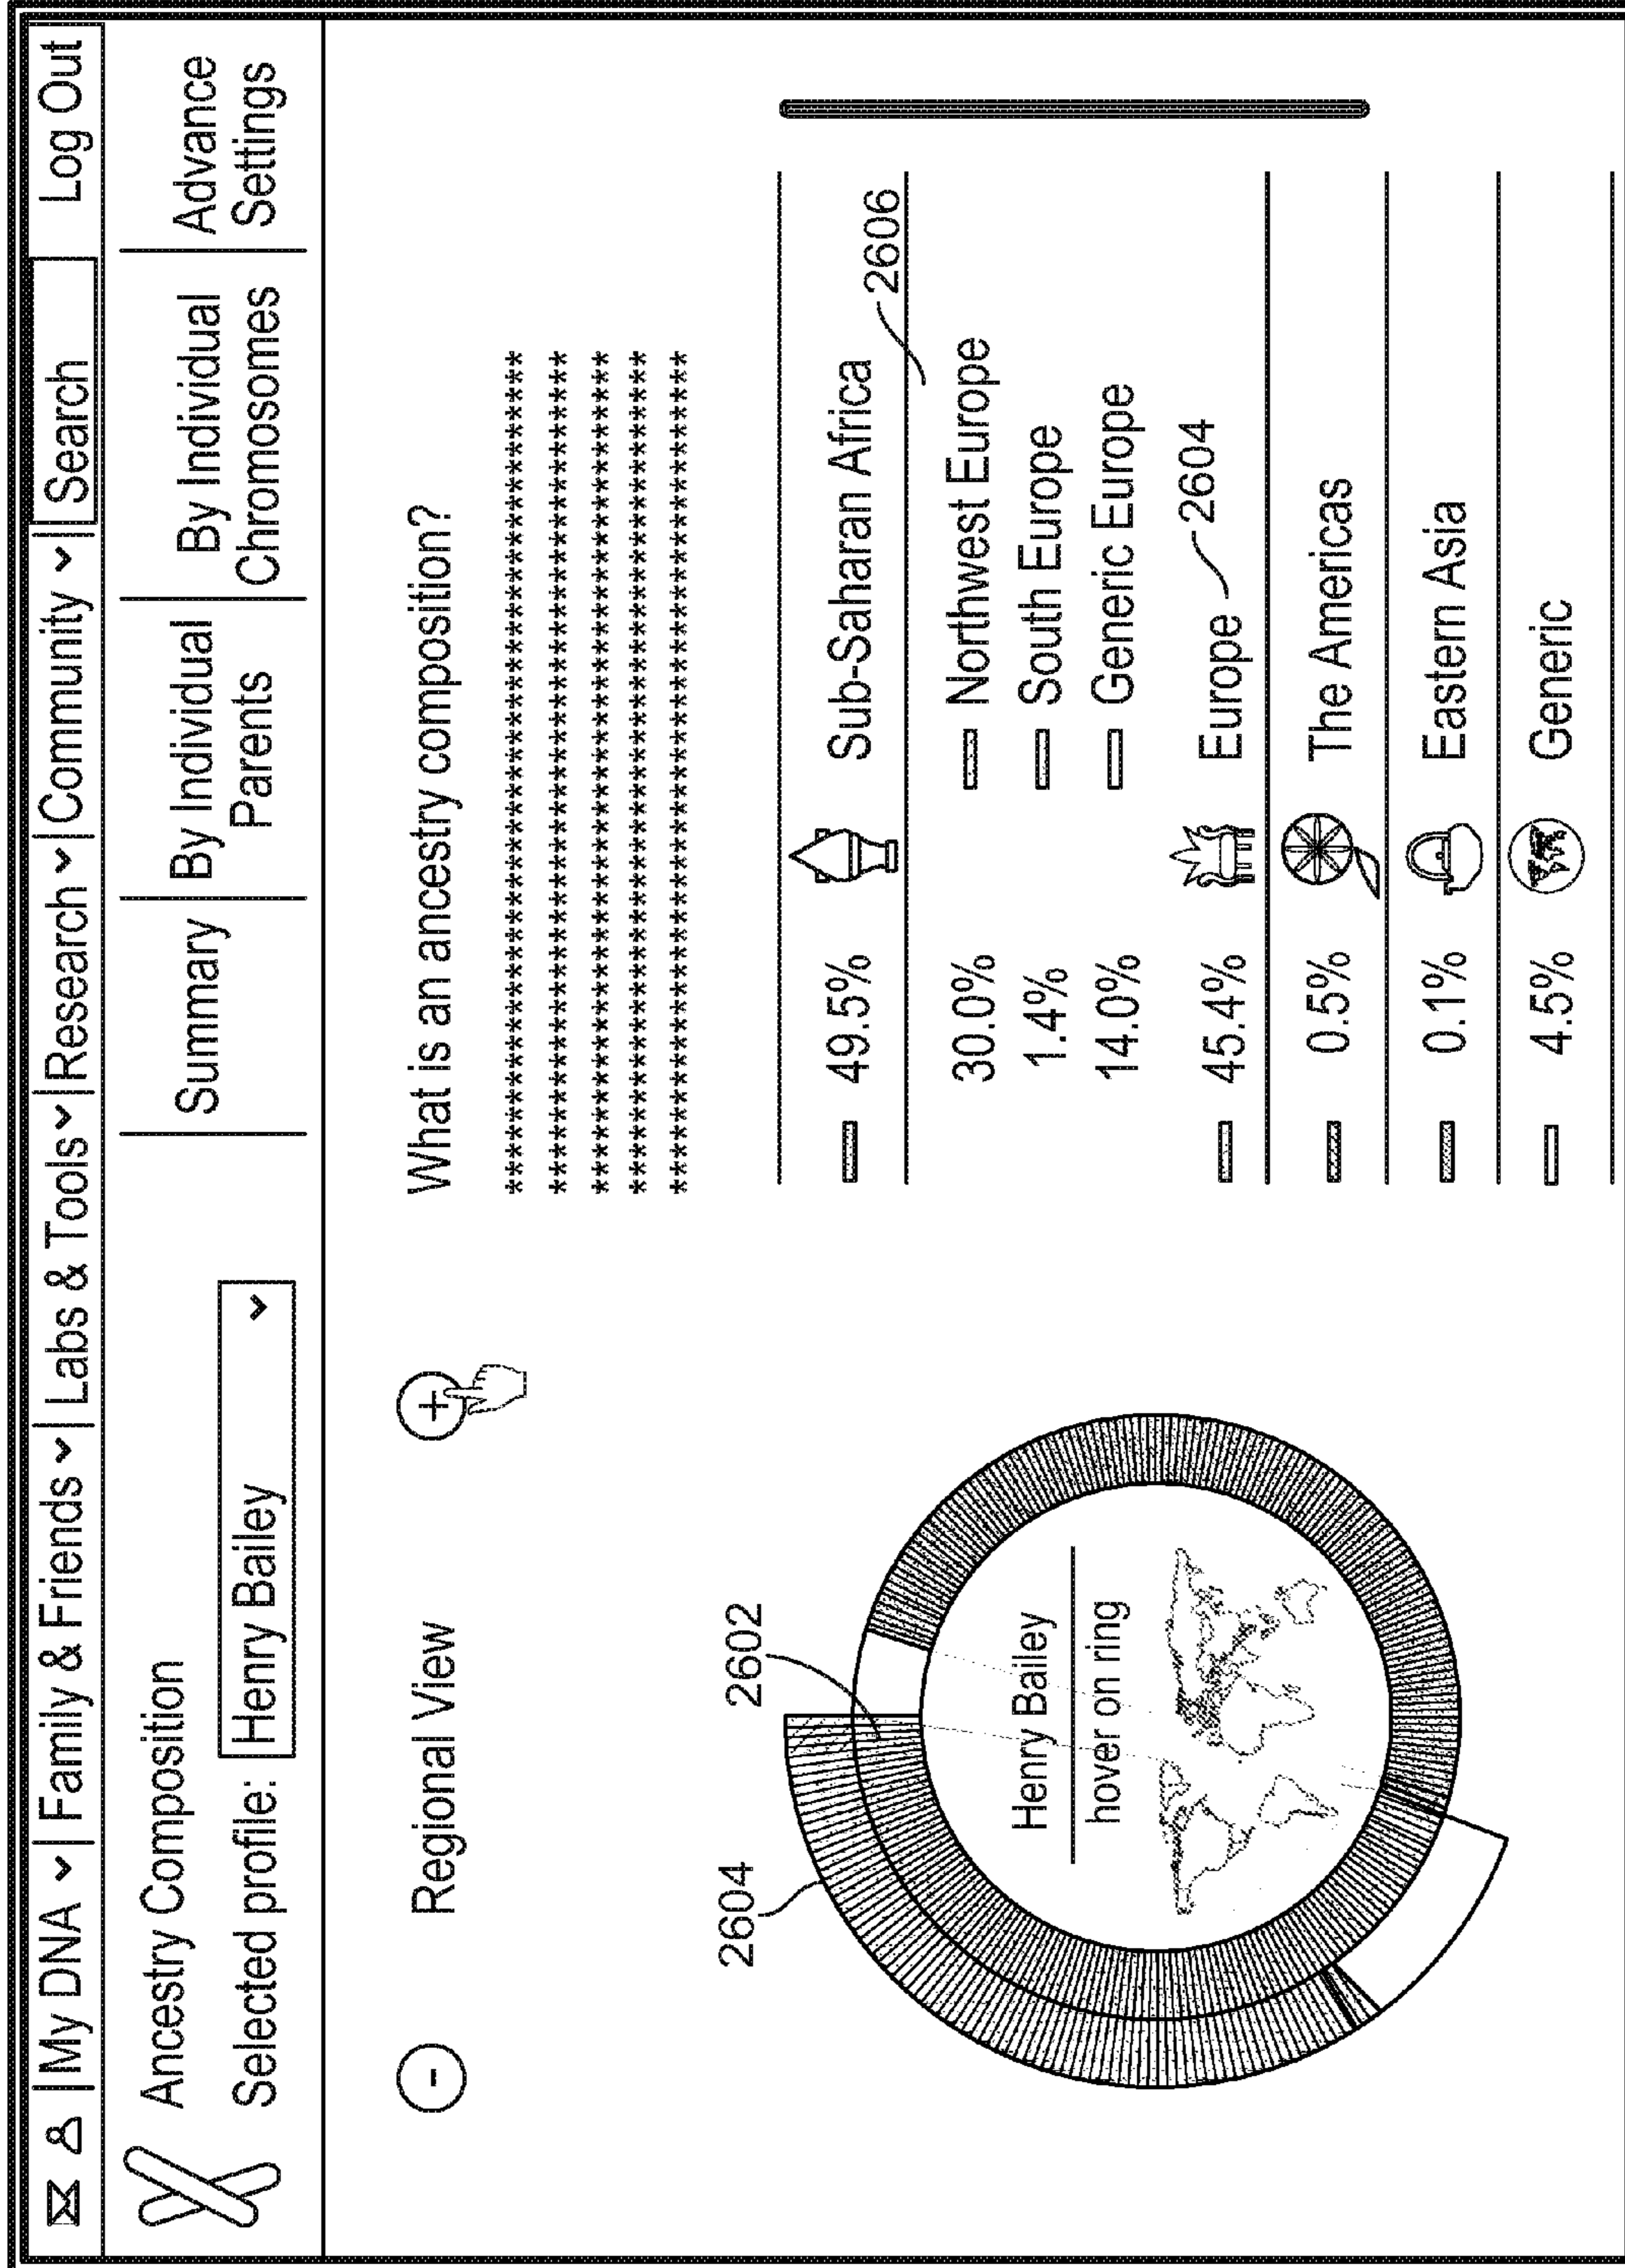 My DNA | Family & Friends | Labs & Tools | Research | Community | Search Log Out
Ancestry Composition
Selected profile: Henry Bailey
Summary
By Individual
Parents
By Individual
Chromosomes
Advance
Settings
- Regional View +
What is an ancestry composition?
******************************************************
******************************************************
******************************************************
******************************************************
******************************************************
2604
2602
Henry Bailey
hover on ring
49.5% Sub-Saharan Africa
2606
30.0% Northwest Europe
1.4% South Europe
14.0% Generic Europe
45.4% Europe 2604
0.5% The Americas
0.1% Eastern Asia
4.5% Generic